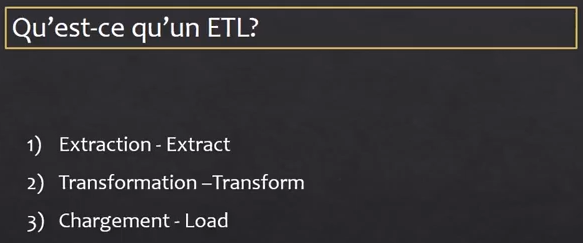 Qu’est-ce qu’un ETL?
1) Extraction - Extract
2) Transformation –Transform
3) Chargement - Load